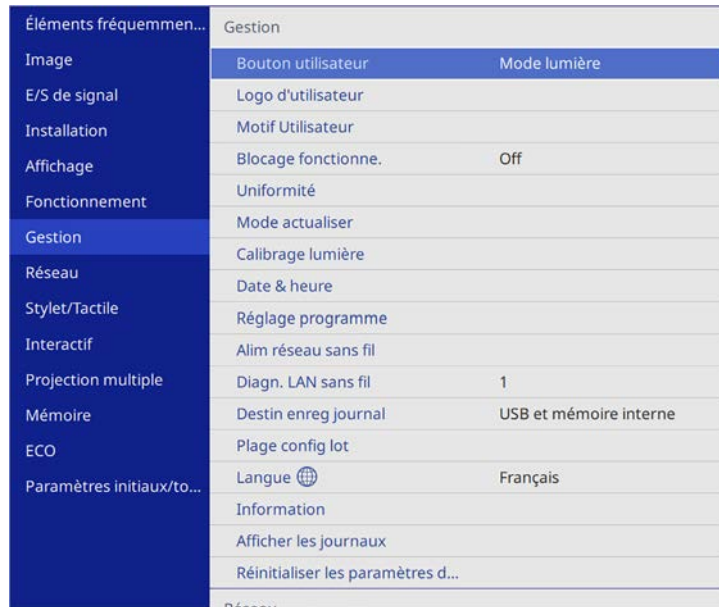 Éléments fréquemmen...
Image
E/S de signal
Installation
Affichage
Fonctionnement
Gestion
Réseau
Stylet/Tactile
Interactif
Projection multiple
Mémoire
ECO
Paramètres initiaux/to...
Gestion
Bouton utilisateur Mode lumière
Logo d'utilisateur
Motif Utilisateur
Blocage fonctionne. Off
Uniformité
Mode actualiser
Calibrage lumière
Date & heure
Réglage programme
Alim réseau sans fil
Diagn. LAN sans fil 1
Destin enreg journal USB et mémoire interne
Plage config lot
Langue Français
Information
Afficher les journaux
Réinitialiser les paramètres d...
Réseau